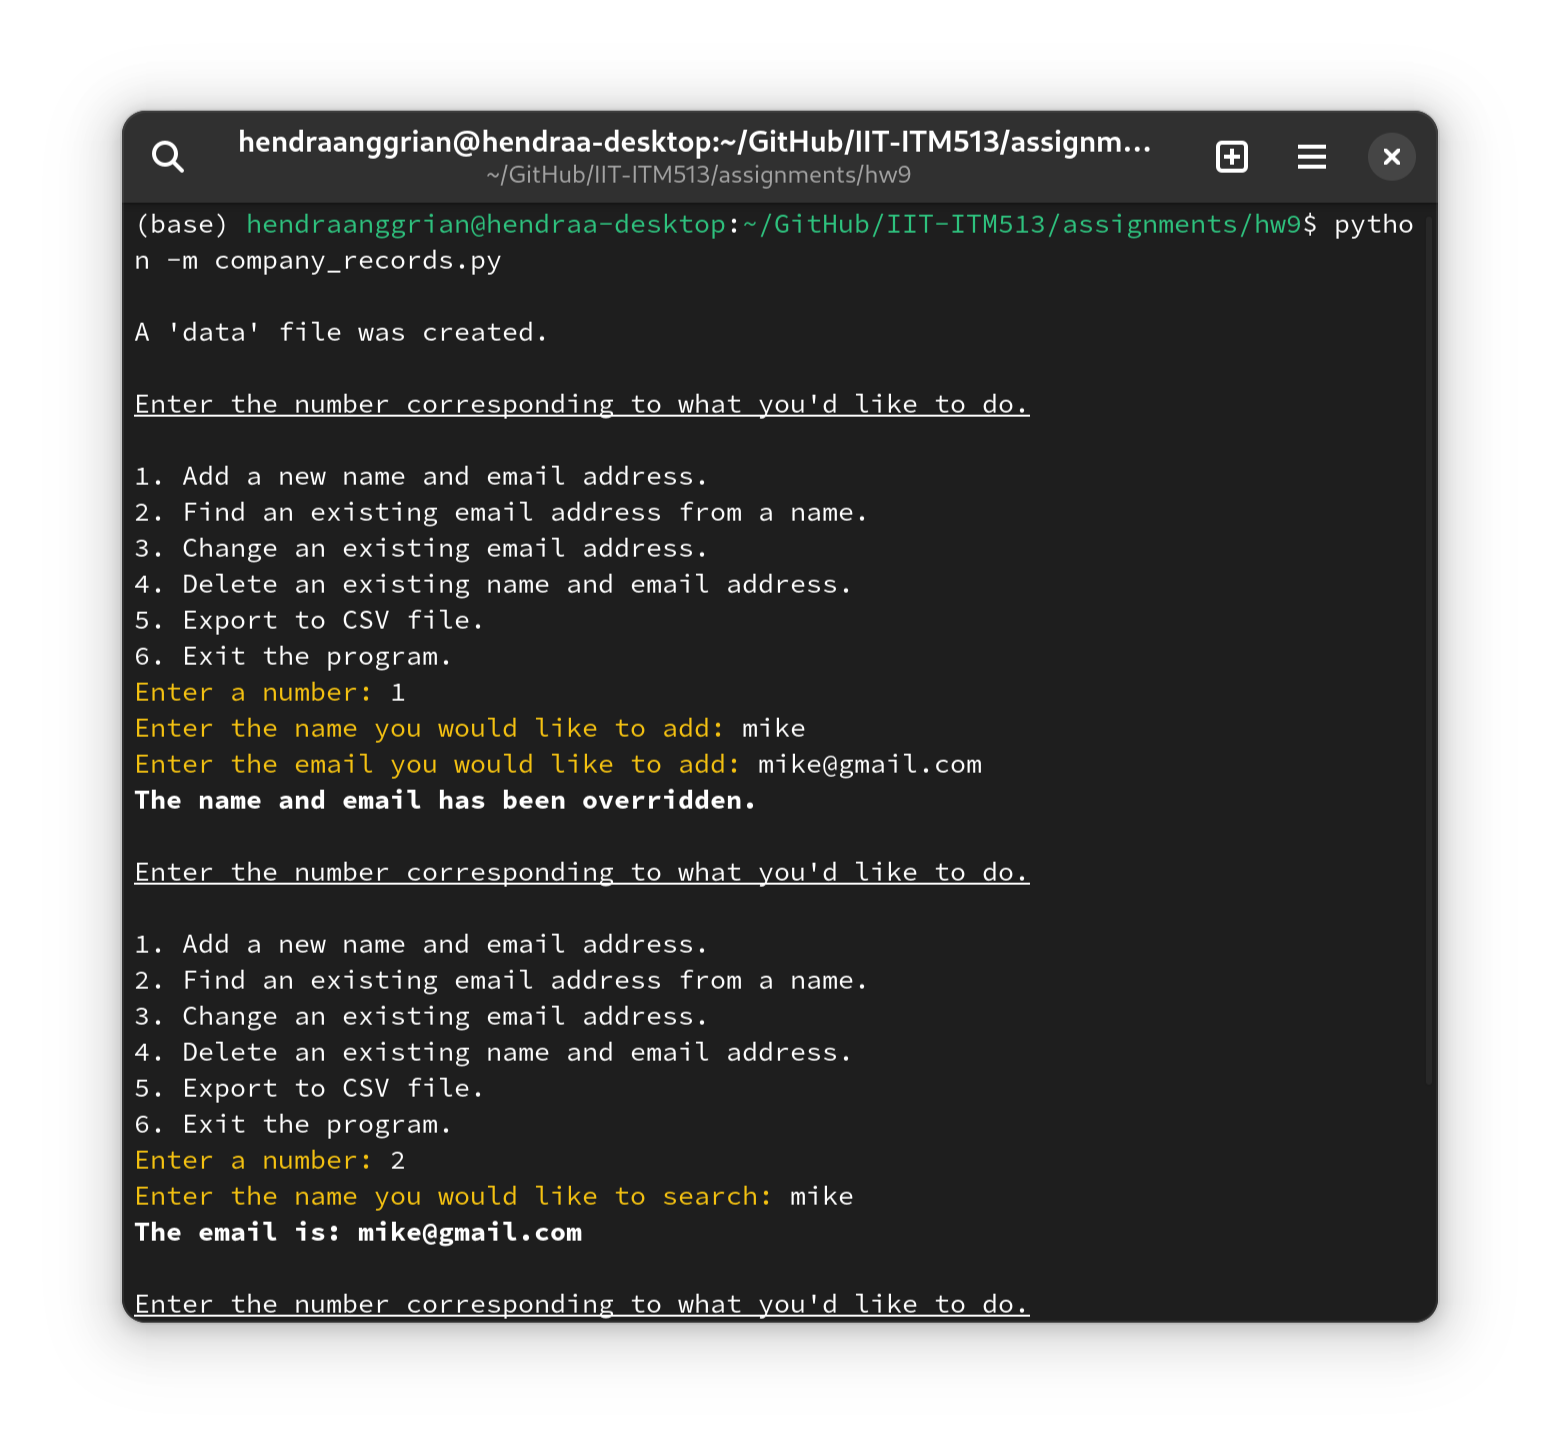 hendraanggrian@hendraa-desktop:~/GitHub/IIT-ITM513/assignm...
~/GitHub/IIT-ITM513/assignments/hw9
(base) hendraanggrian@hendraa-desktop:~/GitHub/IIT-ITM513/assignments/hw9$ pytho
n -m company_records.py
A 'data' file was created.
Enter the number corresponding to what you'd like to do.
1. Add a new name and email address.
2. Find an existing email address from a name.
3. Change an existing email address.
4. Delete an existing name and email address.
5. Export to CSV file.
6. Exit the program.
Enter a number: 1
Enter the name you would like to add: mike
Enter the email you would like to add: mike@gmail.com
The name and email has been overridden.
Enter the number corresponding to what you'd like to do.
1. Add a new name and email address.
2. Find an existing email address from a name.
3. Change an existing email address.
4. Delete an existing name and email address.
5. Export to CSV file.
6. Exit the program.
Enter a number: 2
Enter the name you would like to search: mike
The email is: mike@gmail.com
Enter the number corresponding to what you'd like to do.